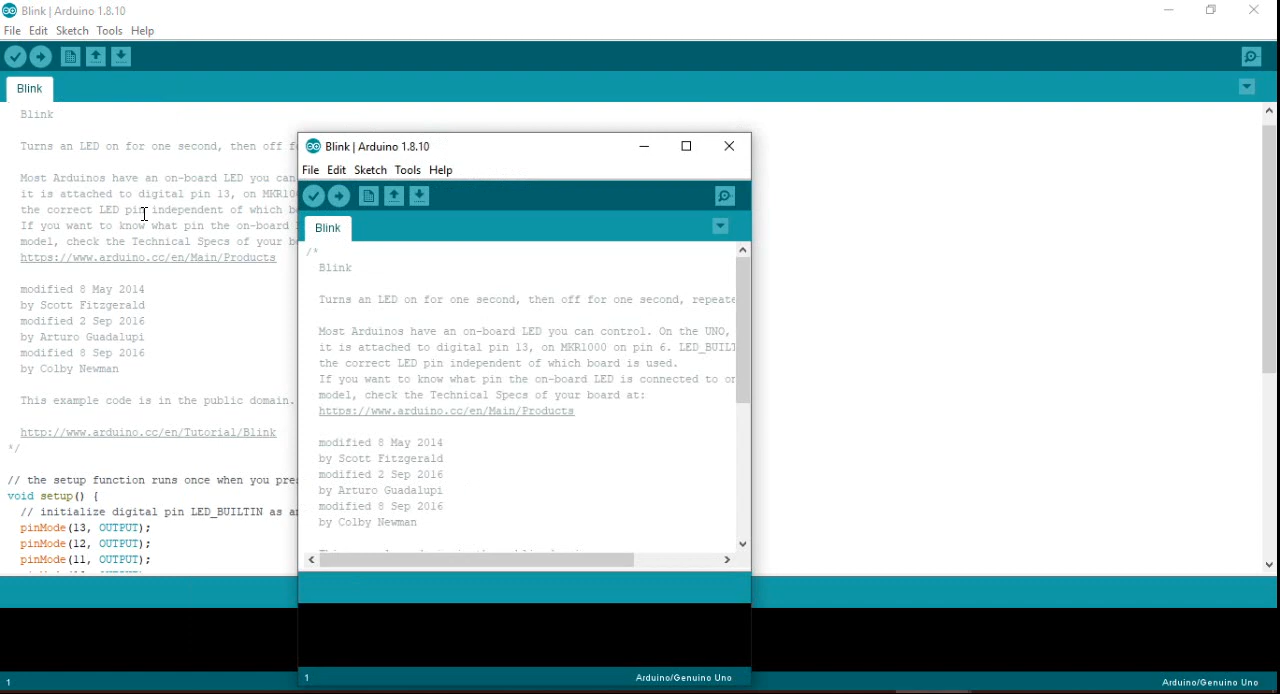 Blink | Arduino 1.8.10
File Edit Sketch Tools Help
Blink
Blink
Turns an LED on for one second, then off f
Most Arduinos have an on-board LED you can
it is attached to digital pin 13, on MKR10
the correct LED pin independent of which b
If you want to know what pin the on-board
model, check the Technical Specs of your b
https://www.arduino.cc/en/Main/Products
modified 8 May 2014
by Scott Fitzgerald
modified 2 Sep 2016
by Arturo Guadalupi
modified 8 Sep 2016
by Colby Newman
This example code is in the public domain.
http://www.arduino.cc/en/Tutorial/Blink
*/
// the setup function runs once when you pres
void setup() {
// initialize digital pin LED_BUILTIN as a
pinMode(13, OUTPUT);
pinMode(12, OUTPUT);
pinMode(11, OUTPUT);
1
Arduino/Genuino Uno
Blink | Arduino 1.8.10
File Edit Sketch Tools Help
Blink
/*
Blink
Turns an LED on for one second, then off for one second, repeate
Most Arduinos have an on-board LED you can control. On the UNO,
it is attached to digital pin 13, on MKR1000 on pin 6. LED_BUILT
the correct LED pin independent of which board is used.
If you want to know what pin the on-board LED is connected to on
model, check the Technical Specs of your board at:
https://www.arduino.cc/en/Main/Products
modified 8 May 2014
by Scott Fitzgerald
modified 2 Sep 2016
by Arturo Guadalupi
modified 8 Sep 2016
by Colby Newman
1
Arduino/Genuino Uno